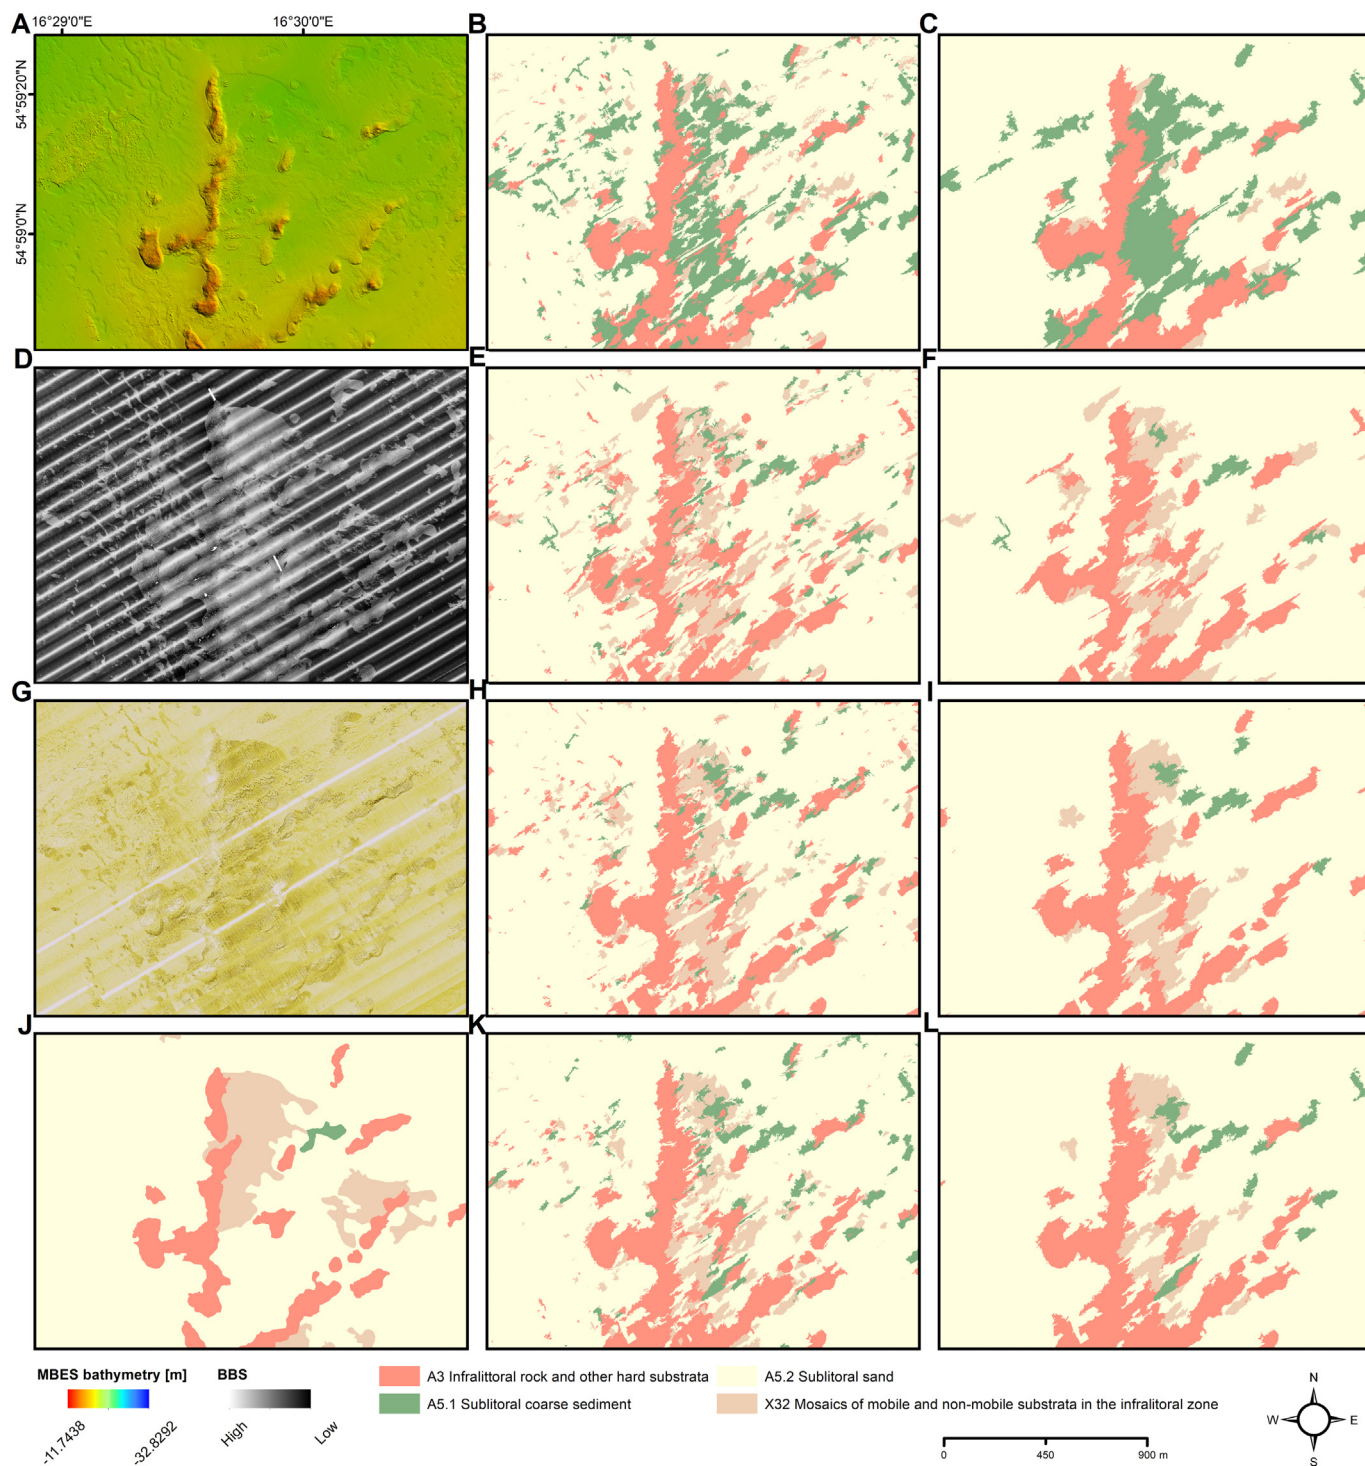 A
16°29'0"E
16°30'0"E
B
C
54°59'20"N
54°59'0"N
D
E
F
G
H
I
J
K
L
MBES bathymetry [m]
-11.7438
-32.8292
BBS
High
Low
A3 Infralittoral rock and other hard substrata
A5.1 Sublitoral coarse sediment
A5.2 Sublitoral sand
X32 Mosaics of mobile and non-mobile substrata in the infralitoral zone
N
W
E
S
0
450
900 m